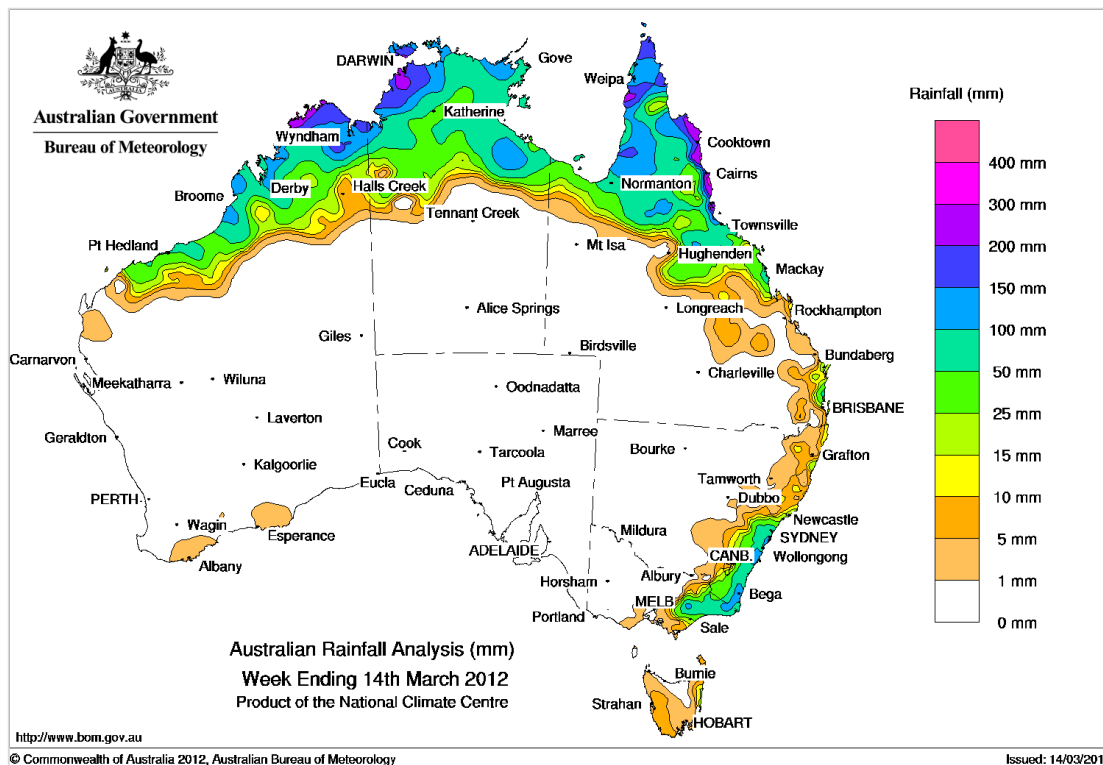 Australian Government
Bureau of Meteorology
DARWIN
Gove
Weipa
Katherine
Wyndham
Cooktown
Cairns
Broome
Derby
Halls Creek
Normanton
Tennant Creek
Townsville
Pt Hedland
Mt Isa
Hughenden
Mackay
Alice Springs
Longreach
Rockhampton
Giles
Birdsville
Bundaberg
Carnarvon
Meekatharra
Wiluna
Oodnadatta
Charleville
BRISBANE
Laverton
Marree
Geraldton
Cook
Tarcoola
Bourke
Grafton
Kalgoorlie
Eucla
Ceduna
Pt Augusta
Tamworth
Dubbo
PERTH
Newcastle
Wagin
Esperance
Mildura
SYDNEY
ADELAIDE
CANB.
Wollongong
Albany
Horsham
Albury
Bega
MELB
Portland
Sale
Burnie
Strahan
HOBART
Rainfall (mm)
400 mm
300 mm
200 mm
150 mm
100 mm
50 mm
25 mm
15 mm
10 mm
5 mm
1 mm
0 mm
Australian Rainfall Analysis (mm)
Week Ending 14th March 2012
Product of the National Climate Centre
http://www.bom.gov.au
© Commonwealth of Australia 2012, Australian Bureau of Meteorology
Issued: 14/03/201